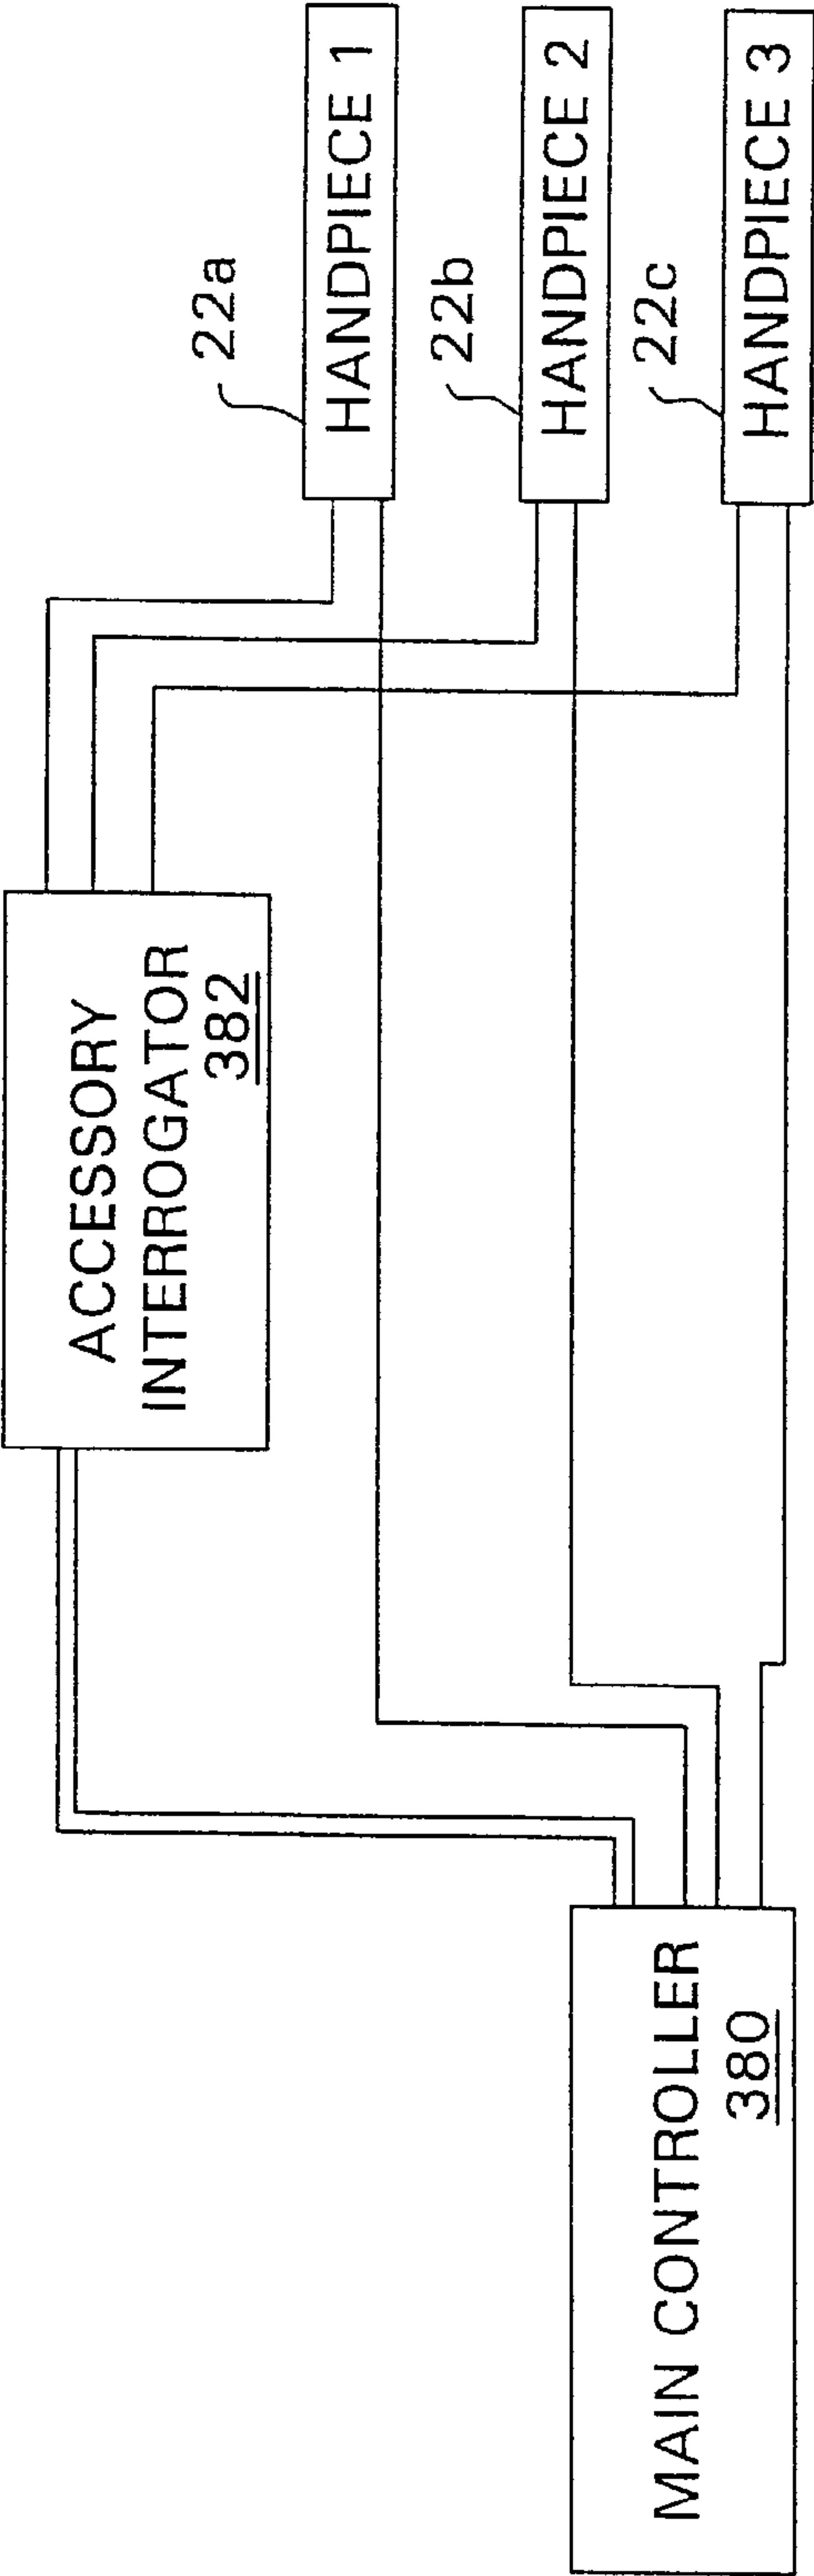 ACCESSORY
INTERROGATOR
382
22a
HANDPIECE 1
22b
HANDPIECE 2
22c
HANDPIECE 3
MAIN CONTROLLER
380